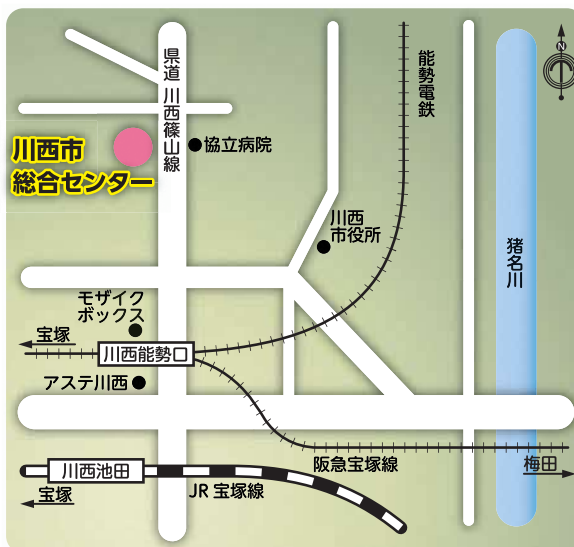 県道 川西篠山線
能勢電鉄
N
川西市
総合センター
協立病院
川西
市役所
猪名川
モザイク
ボックス
宝塚
川西能勢口
アステ川西
阪急宝塚線
梅田
川西池田
JR 宝塚線
宝塚